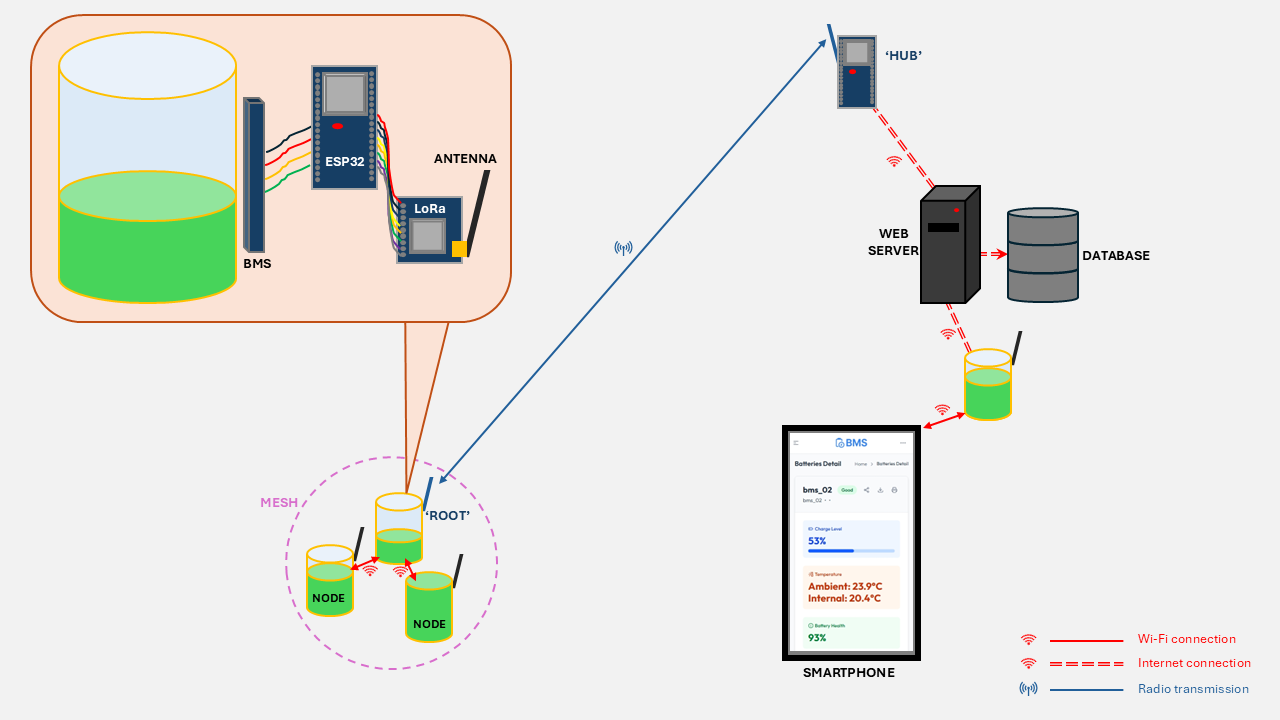 ESP32
ANTENNA
LoRa
BMS
‘HUB’
WEB
SERVER
DATABASE
MESH
‘ROOT’
NODE
NODE
BMS
Batteries Detail
Home > Batteries Detail
bms_02 Good
bms_02
Charge Level
53%
Temperature
Ambient: 23.9°C
Internal: 20.4°C
Battery Health
93%
SMARTPHONE
Wi-Fi connection
Internet connection
Radio transmission